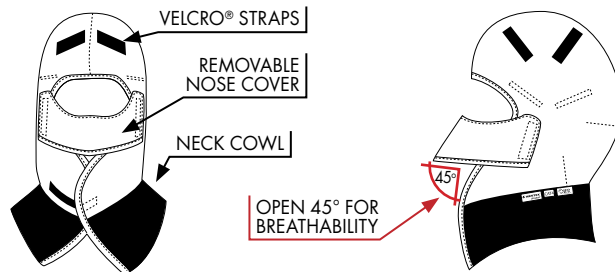 VELCRO® STRAPS
REMOVABLE
NOSE COVER
NECK COWL
45°
OPEN 45° FOR
BREATHABILITY